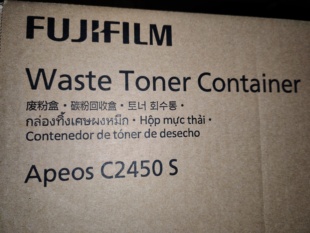 FUJIFILM
Waste Toner Container
废粉盒・碳粉回收盒・토너 회수통・
กล่องทิ้งเศษผงหมึก・Hộp mực thải・
Contenedor de tóner de desecho
Apeos C2450 S